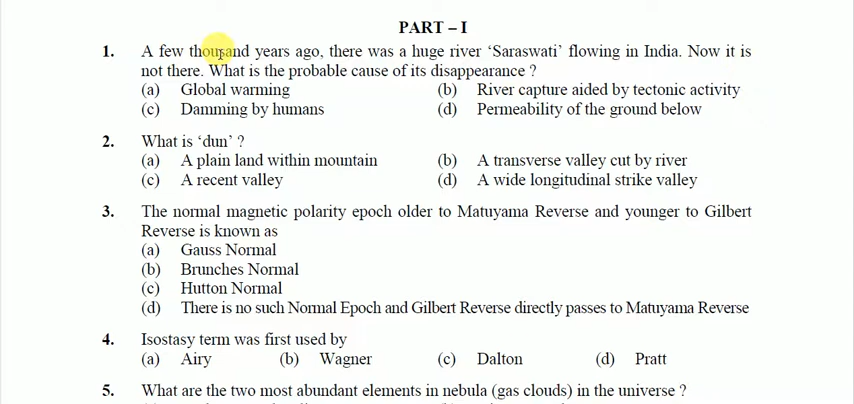 PART – I
1. A few thousand years ago, there was a huge river ‘Saraswati’ flowing in India. Now it is
not there. What is the probable cause of its disappearance ?
(a) Global warming (b) River capture aided by tectonic activity
(c) Damming by humans (d) Permeability of the ground below
2. What is ‘dun’ ?
(a) A plain land within mountain (b) A transverse valley cut by river
(c) A recent valley (d) A wide longitudinal strike valley
3. The normal magnetic polarity epoch older to Matuyama Reverse and younger to Gilbert
Reverse is known as
(a) Gauss Normal
(b) Brunches Normal
(c) Hutton Normal
(d) There is no such Normal Epoch and Gilbert Reverse directly passes to Matuyama Reverse
4. Isostasy term was first used by
(a) Airy (b) Wagner (c) Dalton (d) Pratt
5. What are the two most abundant elements in nebula (gas clouds) in the universe ?